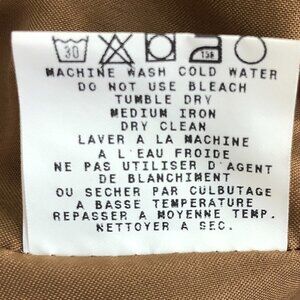 30 150
MACHINE WASH COLD WATER
DO NOT USE BLEACH
TUMBLE DRY
MEDIUM IRON
DRY CLEAN
LAVER A LA MACHINE
A L'EAU FROIDE
NE PAS UTILISER D'AGENT
DE BLANCHIMENT
OU SECHER PAR CULBUTAGE
A BASSE TEMPERATURE
REPASSER A MOYENNE TEMP.
NETTOYER A SEC.